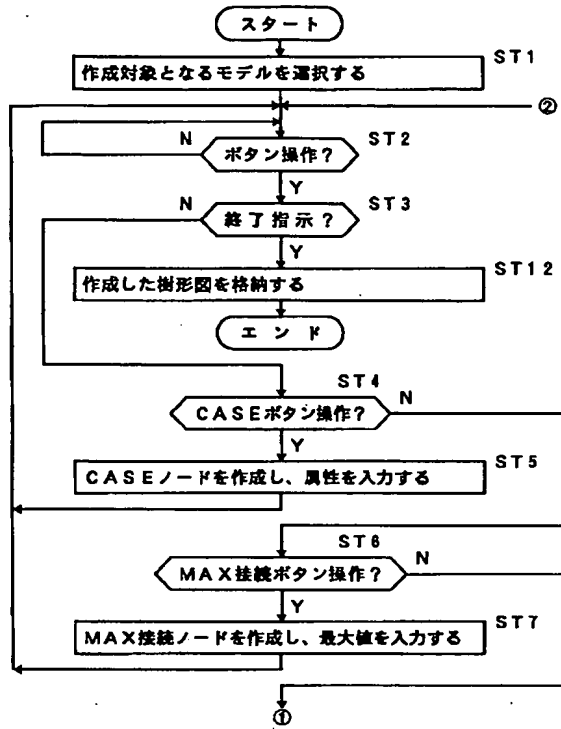 スタート
ST1
作成対象となるモデルを選択する
②
N
ST2
ボタン操作？
Y
N
ST3
終了指示？
Y
ST12
作成した樹形図を格納する
エンド
ST4
CASEボタン操作？
N
Y
ST5
CASEノードを作成し、属性を入力する
ST6
MAX接続ボタン操作？
N
Y
ST7
MAX接続ノードを作成し、最大値を入力する
①